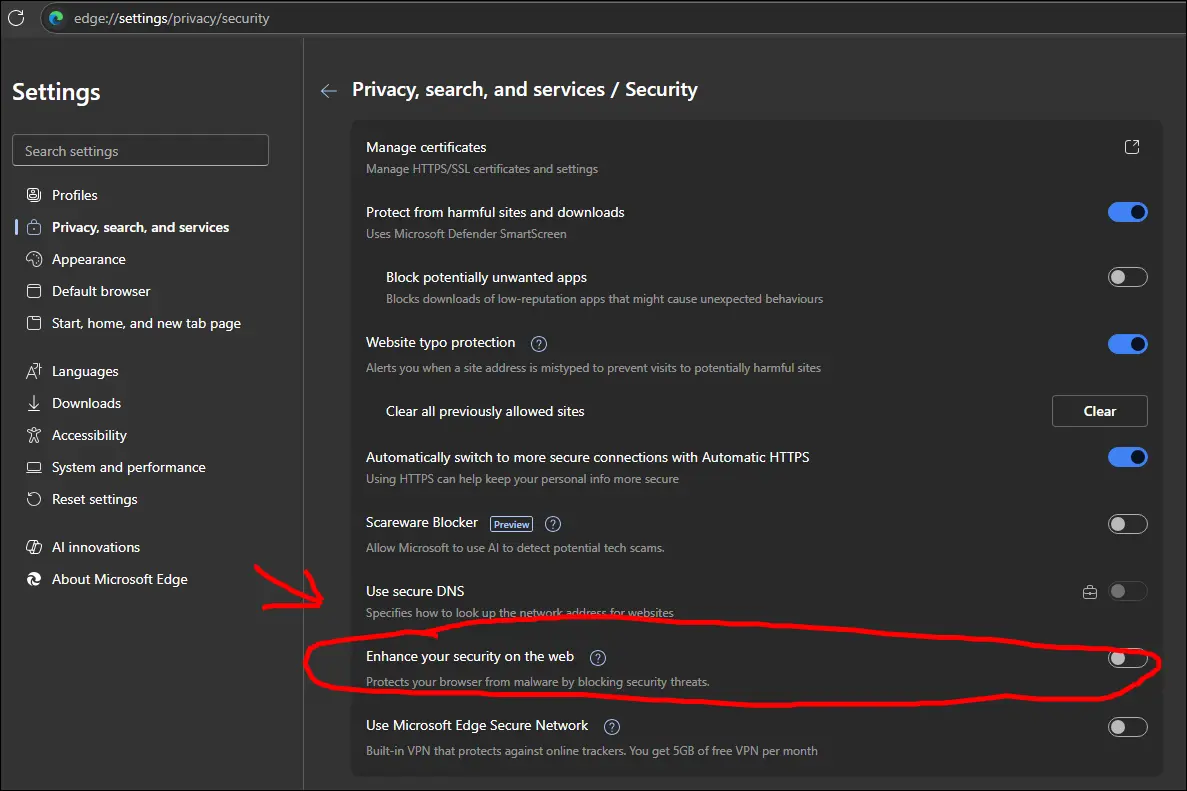 edge://settings/privacy/security
Settings
Search settings
Profiles
Privacy, search, and services
Appearance
Default browser
Start, home, and new tab page
Languages
Downloads
Accessibility
System and performance
Reset settings
AI innovations
About Microsoft Edge
Privacy, search, and services / Security
Manage certificates
Manage HTTPS/SSL certificates and settings
Protect from harmful sites and downloads
Uses Microsoft Defender SmartScreen
Block potentially unwanted apps
Blocks downloads of low-reputation apps that might cause unexpected behaviours
Website typo protection ?
Alerts you when a site address is mistyped to prevent visits to potentially harmful sites
Clear all previously allowed sites
Clear
Automatically switch to more secure connections with Automatic HTTPS
Using HTTPS can help keep your personal info more secure
Scareware Blocker Preview ?
Allow Microsoft to use AI to detect potential tech scams.
Use secure DNS
Specifies how to look up the network address for websites
Enhance your security on the web ?
Protects your browser from malware by blocking security threats.
Use Microsoft Edge Secure Network ?
Built-in VPN that protects against online trackers. You get 5GB of free VPN per month